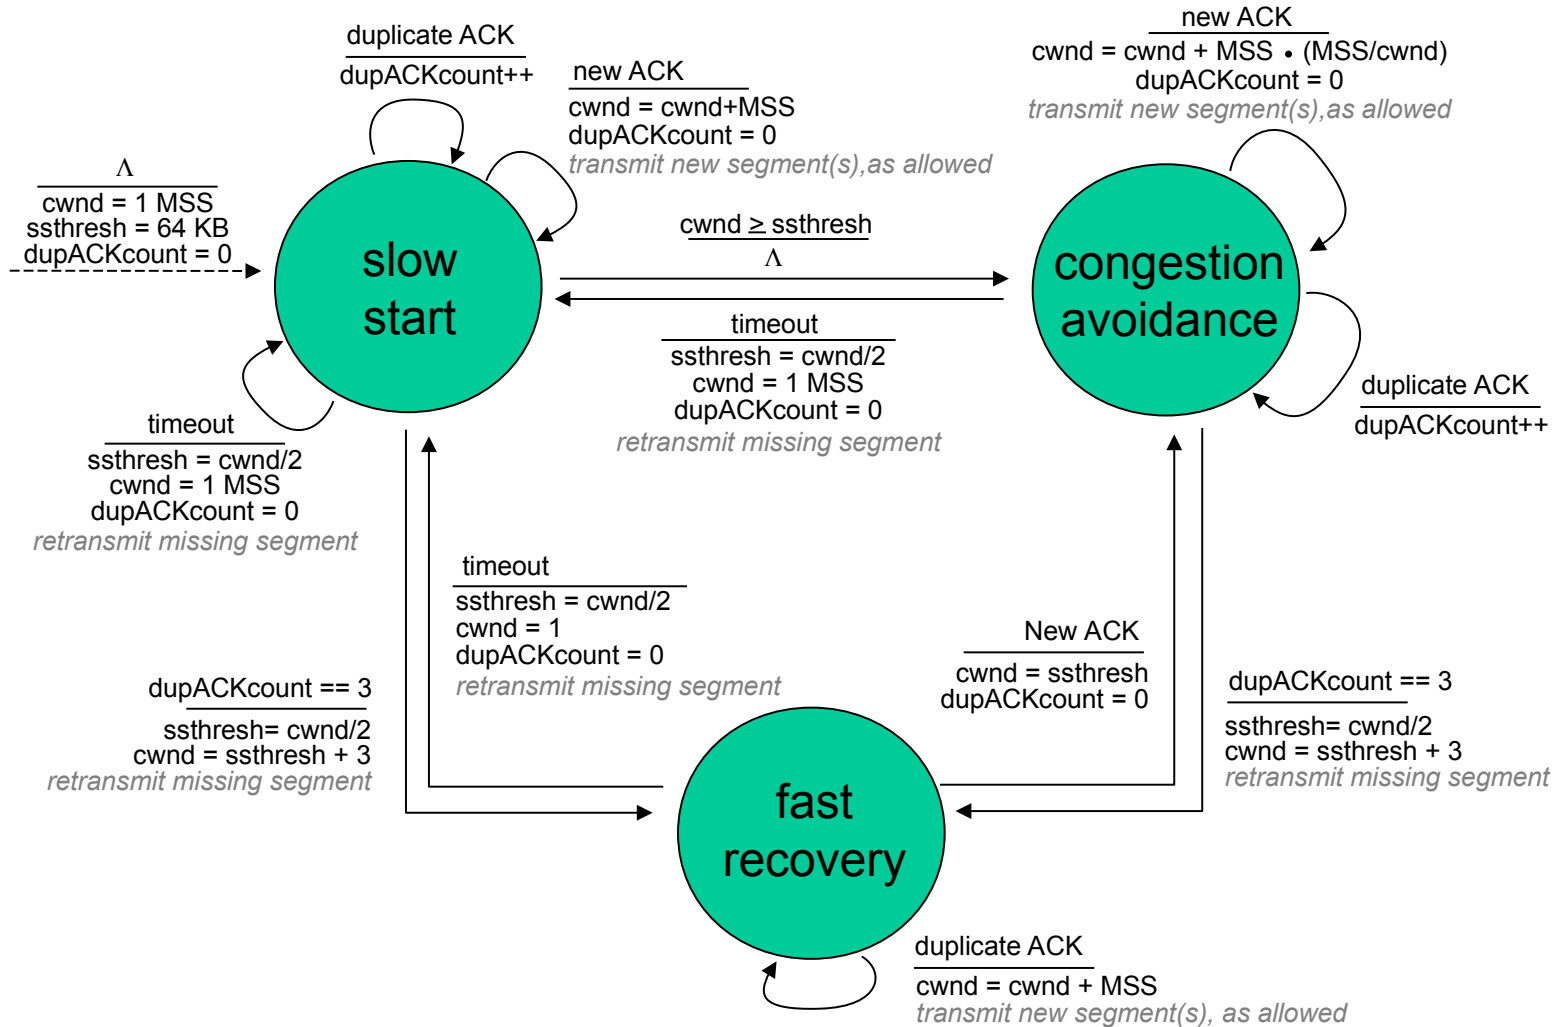 duplicate ACK
dupACKcount++
new ACK
cwnd = cwnd+MSS
dupACKcount = 0
transmit new segment(s),as allowed
new ACK
cwnd = cwnd + MSS • (MSS/cwnd)
dupACKcount = 0
transmit new segment(s),as allowed
Λ
cwnd = 1 MSS
ssthresh = 64 KB
dupACKcount = 0
slow
start
cwnd ≥ ssthresh
Λ
timeout
ssthresh = cwnd/2
cwnd = 1 MSS
dupACKcount = 0
retransmit missing segment
congestion
avoidance
duplicate ACK
dupACKcount++
timeout
ssthresh = cwnd/2
cwnd = 1 MSS
dupACKcount = 0
retransmit missing segment
timeout
ssthresh = cwnd/2
cwnd = 1
dupACKcount = 0
retransmit missing segment
New ACK
cwnd = ssthresh
dupACKcount = 0
dupACKcount == 3
ssthresh= cwnd/2
cwnd = ssthresh + 3
retransmit missing segment
dupACKcount == 3
ssthresh= cwnd/2
cwnd = ssthresh + 3
retransmit missing segment
fast
recovery
duplicate ACK
cwnd = cwnd + MSS
transmit new segment(s), as allowed